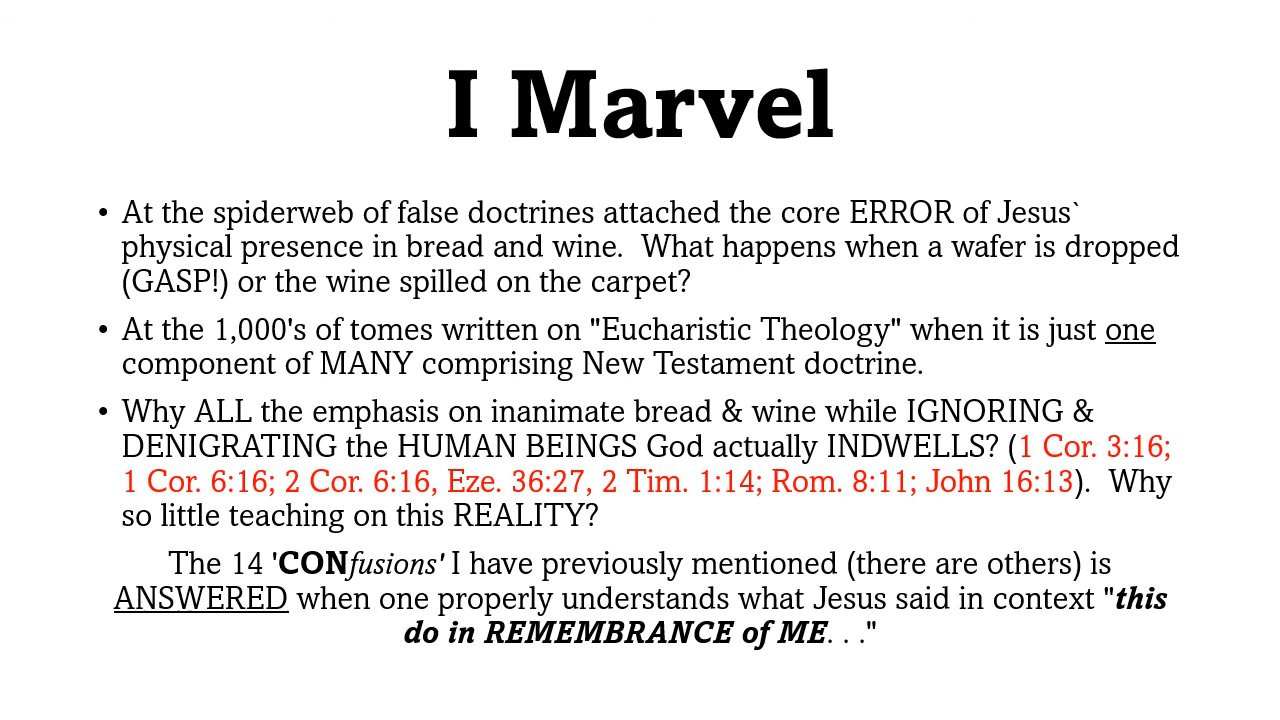 I Marvel
• At the spiderweb of false doctrines attached the core ERROR of Jesus`
physical presence in bread and wine.  What happens when a wafer is dropped
(GASP!) or the wine spilled on the carpet?
• At the 1,000's of tomes written on "Eucharistic Theology" when it is just one
component of MANY comprising New Testament doctrine.
• Why ALL the emphasis on inanimate bread & wine while IGNORING &
DENIGRATING the HUMAN BEINGS God actually INDWELLS? (1 Cor. 3:16;
1 Cor. 6:16; 2 Cor. 6:16, Eze. 36:27, 2 Tim. 1:14; Rom. 8:11; John 16:13).  Why
so little teaching on this REALITY?
The 14 'CONfusions' I have previously mentioned (there are others) is
ANSWERED when one properly understands what Jesus said in context "this
do in REMEMBRANCE of ME. . ."